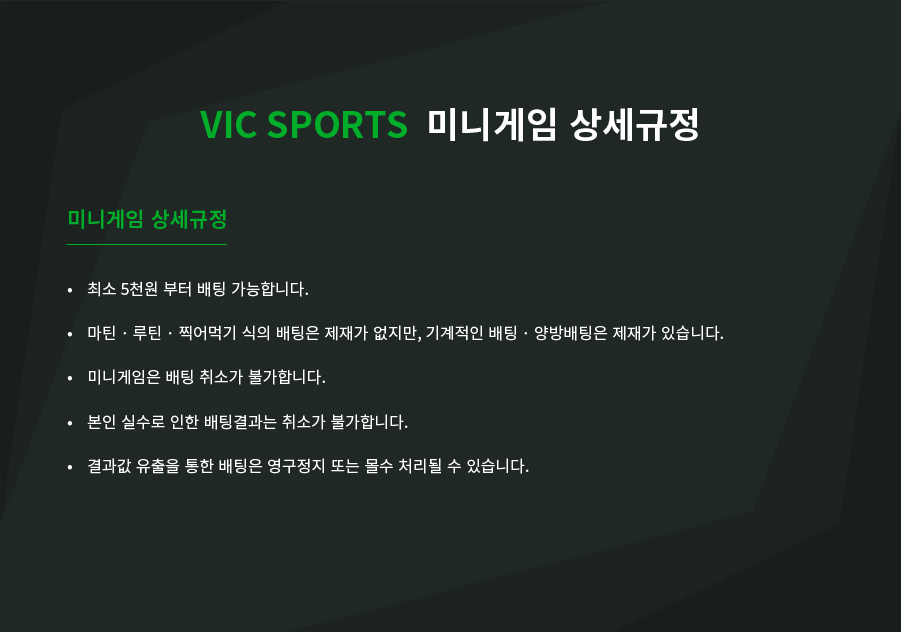 VIC SPORTS 미니게임 상세규정
미니게임 상세규정
• 최소 5천원 부터 배팅 가능합니다.
• 마틴 · 루틴 · 찍어먹기 식의 배팅은 제재가 없지만, 기계적인 배팅 · 양방배팅은 제재가 있습니다.
• 미니게임은 배팅 취소가 불가합니다.
• 본인 실수로 인한 배팅결과는 취소가 불가합니다.
• 결과값 유출을 통한 배팅은 영구정지 또는 몰수 처리될 수 있습니다.